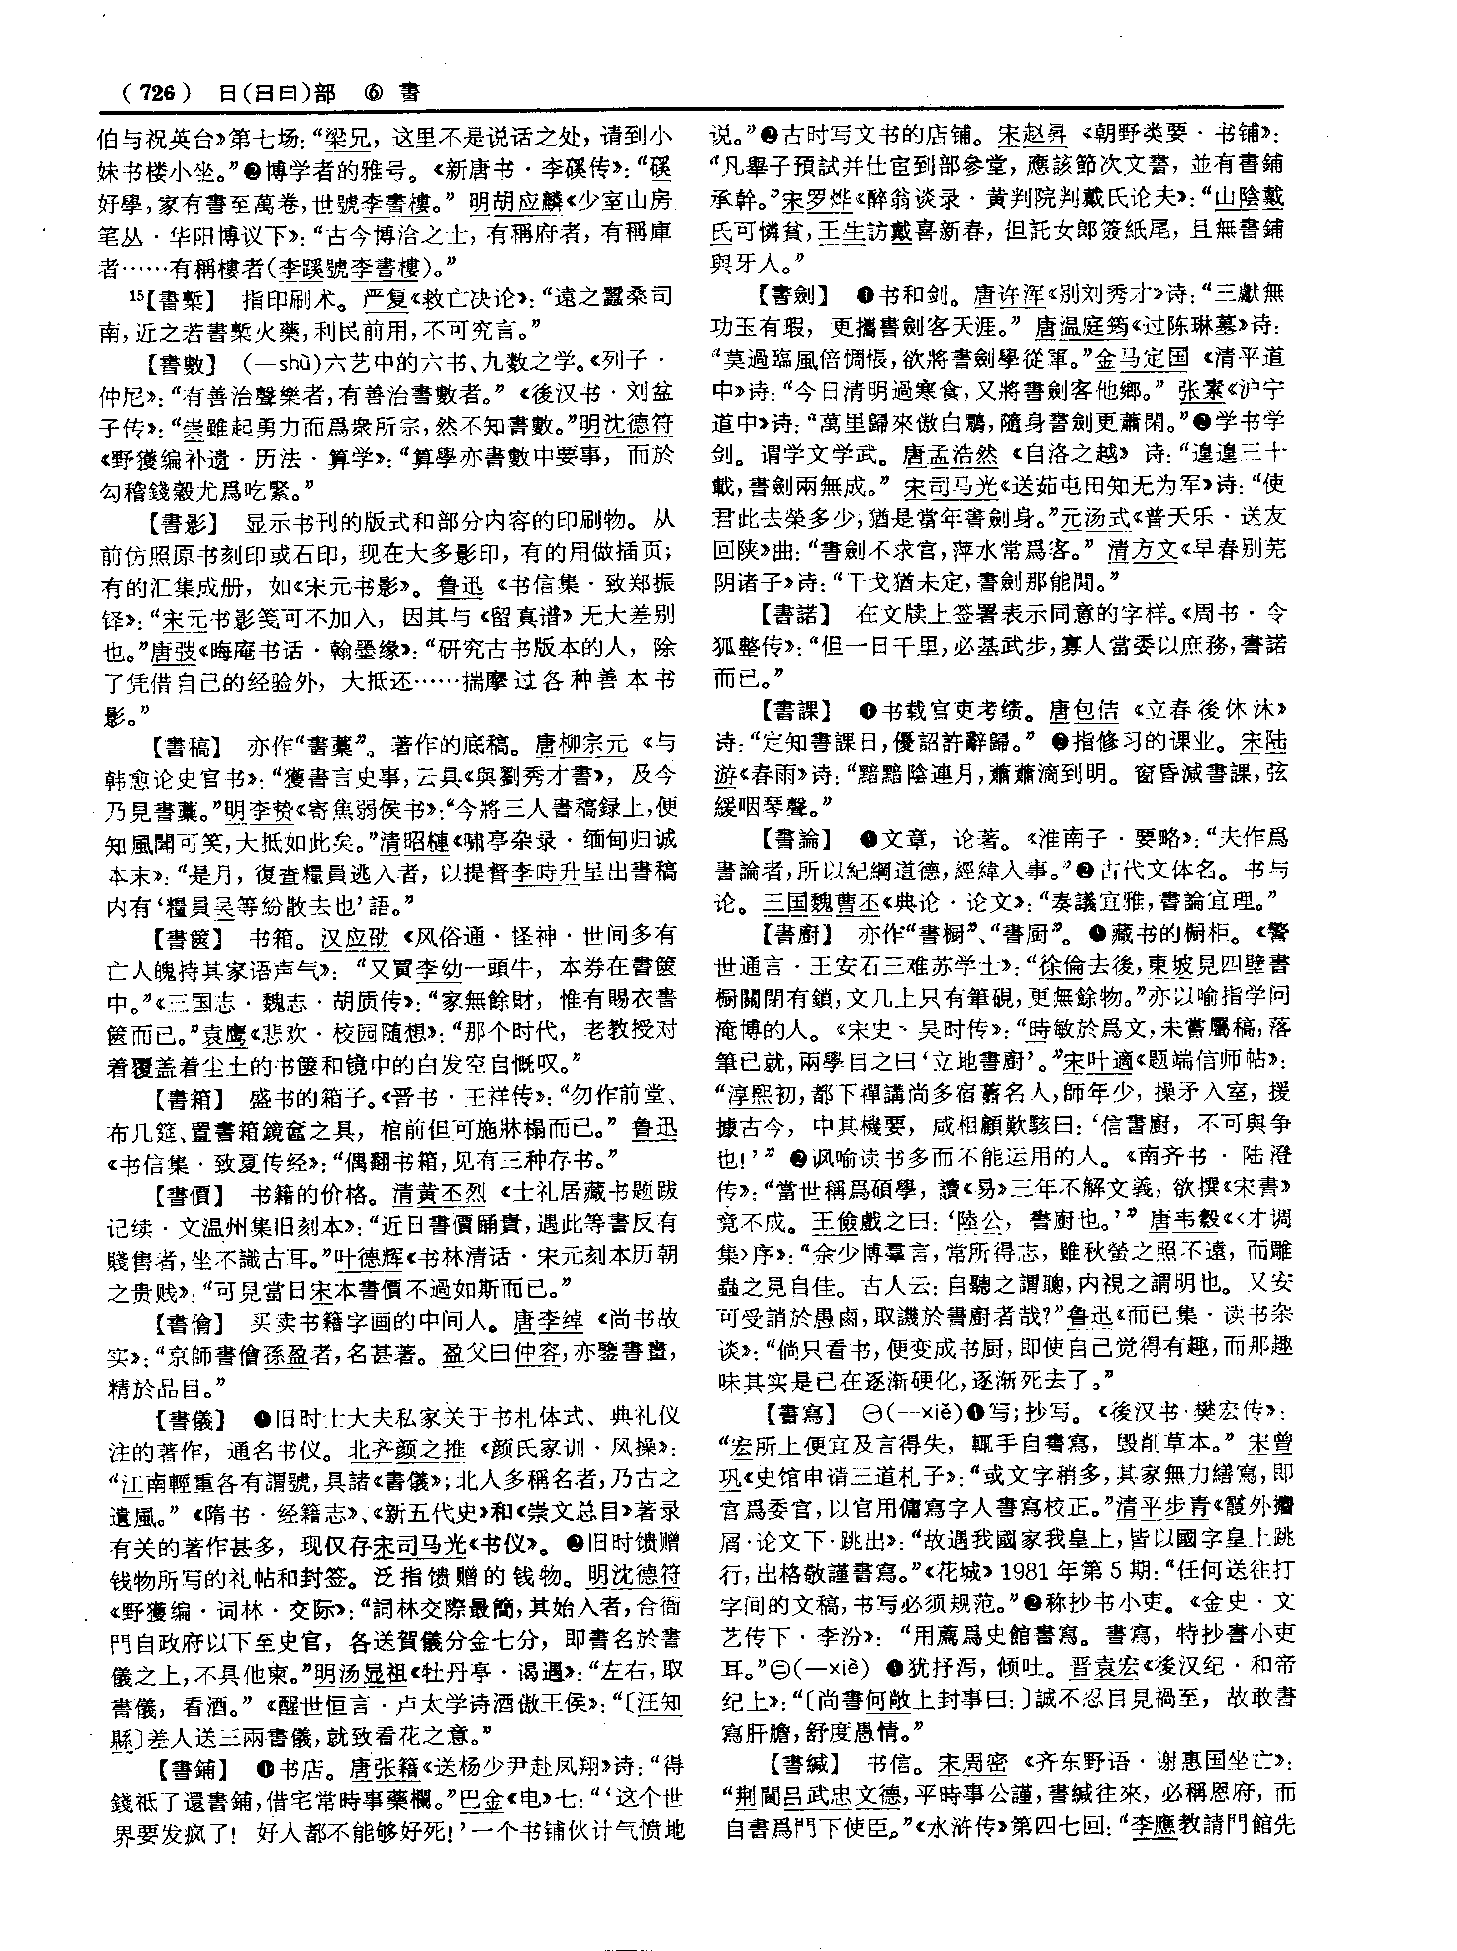 （726） 日（日曰）部 ⑥ 書
伯与祝英台》第七场：“梁兄，这里不是说话之处，请到小
妹书楼小坐。”❷博学者的雅号。《新唐书·李磎传》：“磎
好學，家有書至萬卷，世號李書樓。” 明胡应麟《少室山房
笔丛·华阳博议下》：“古今博洽之士，有稱府者，有稱庫
者……有稱樓者（李蹊號李書樓）。”
15【書槧】 指印刷术。严复《救亡决论》：“遠之蠶桑司
南，近之若書槧火藥，利民前用，不可究言。”
【書數】 （—shù）六艺中的六书、九数之学。《列子·
仲尼》：“有善治聲樂者，有善治書數者。” 《後汉书·刘盆
子传》：“崇雖起勇力而爲衆所宗，然不知書數。”明沈德符
《野獲编补遗·历法·算学》：“算學亦書數中要事，而於
勾稽錢穀尤爲吃緊。”
【書影】 显示书刊的版式和部分内容的印刷物。从
前仿照原书刻印或石印，现在大多影印，有的用做插页；
有的汇集成册，如《宋元书影》。鲁迅《书信集·致郑振
铎》：“宋元书影笺可不加入，因其与《留真谱》无大差别
也。”唐弢《晦庵书话·翰墨缘》：“研究古书版本的人，除
了凭借自己的经验外，大抵还……揣摩过各种善本书
影。”
【書稿】 亦作“書藁”。著作的底稿。唐柳宗元《与
韩愈论史官书》：“獲書言史事，云具《與劉秀才書》，及今
乃見書藁。”明李贽《寄焦弱侯书》：“今將三人書稿録上，便
知風聞可笑，大抵如此矣。”清昭槤《啸亭杂录·缅甸归诚
本末》：“是月，復查糧員逃入者，以提督李時升呈出書稿
内有‘糧員吴等紛散去也’語。”
【書篋】 书箱。汉应劭《风俗通·怪神·世间多有
亡人魄持其家语声气》：“又買李幼一頭牛，本券在書篋
中。”《三国志·魏志·胡质传》：“家無餘財，惟有賜衣書
篋而已。”袁鹰《悲欢·校园随想》：“那个时代，老教授对
着覆盖着尘土的书箧和镜中的白发空自慨叹。”
【書箱】 盛书的箱子。《晋书·王祥传》：“勿作前堂、
布几筵、置書箱鏡奩之具，棺前但可施牀榻而已。” 鲁迅
《书信集·致夏传经》：“偶翻书箱，见有三种存书。”
【書價】 书籍的价格。清黄丕烈《士礼居藏书题跋
记续·文温州集旧刻本》：“近日書價踊貴，遇此等書反有
賤售者，坐不識古耳。”叶德辉《书林清话·宋元刻本历朝
之贵贱》：“可見當日宋本書價不過如斯而已。”
【書儈】 买卖书籍字画的中间人。唐李绰《尚书故
实》：“京師書儈孫盈者，名甚著。盈父曰仲容，亦鑒書畫，
精於品目。”
【書儀】 ❶旧时士大夫私家关于书札体式、典礼仪
注的著作，通名书仪。北齐颜之推《颜氏家训·风操》：
“江南輕重各有謂號，具諸《書儀》；北人多稱名者，乃古之
遺風。”《隋书·经籍志》、《新五代史》和《崇文总目》著录
有关的著作甚多，现仅存宋司马光《书仪》。❷旧时馈赠
钱物所写的礼帖和封签。泛指馈赠的钱物。明沈德符
《野獲编·词林·交际》：“詞林交際最簡，其始入者，合衙
門自政府以下至史官，各送賀儀分金七分，即書名於書
儀之上，不具他柬。”明汤显祖《牡丹亭·谒遇》：“左右，取
書儀，看酒。”《醒世恒言·卢太学诗酒傲王侯》：“〔汪知
縣〕差人送三兩書儀，就致看花之意。”
【書鋪】 ❶书店。唐张籍《送杨少尹赴凤翔》诗：“得
錢祗了還書鋪，借宅常時事藥欄。”巴金《电》七：“‘这个世
界要发疯了！好人都不能够好死！’一个书铺伙计气愤地
说。”❷古时写文书的店铺。宋赵昇《朝野类要·书铺》：
“凡舉子預試并仕宦到部參堂，應該節次文書，並有書鋪
承幹。”宋罗烨《醉翁谈录·黄判院判戴氏论夫》：“山陰戴
氏可憐貧，王生訪戴喜新春，但託女郎簽紙尾，且無書鋪
與牙人。”
【書劍】 ❶书和剑。唐许浑《别刘秀才》诗：“三獻無
功玉有瑕，更攜書劍客天涯。” 唐温庭筠《过陈琳墓》诗：
“莫過臨風倍惆悵，欲將書劍學從軍。”金马定国《清平道
中》诗：“今日清明過寒食，又將書劍客他鄉。” 张素《沪宁
道中》诗：“萬里歸來傲白鷳，隨身書劍更蕭閑。”❷学书学
剑。谓学文学武。唐孟浩然《自洛之越》诗：“遑遑三十
載，書劍兩無成。” 宋司马光《送茹屯田知无为军》诗：“使
君此去榮多少，猶是當年書劍身。”元汤式《普天乐·送友
回陕》曲：“書劍不求官，萍水常爲客。” 清方文《早春别芜
阴诸子》诗：“干戈猶未定，書劍那能閒。”
【書諾】 在文牍上签署表示同意的字样。《周书·令
狐整传》：“但一日千里，必基武步，寡人當委以庶務，書諾
而已。”
【書課】 ❶书载官吏考绩。唐包佶《立春後休沐》
诗：“定知書課日，優詔許辭歸。” ❷指修习的课业。宋陆
游《春雨》诗：“黯黯陰連月，蕭蕭滴到明。窗昏減書課，弦
緩咽琴聲。”
【書論】 ❶文章，论著。《淮南子·要略》：“夫作爲
書論者，所以紀綱道德，經緯人事。”❷古代文体名。书与
论。三国魏曹丕《典论·论文》：“奏議宜雅，書論宜理。”
【書廚】 亦作“書橱”、“書厨”。❶藏书的橱柜。《警
世通言·王安石三难苏学士》：“徐倫去後，東坡見四壁書
橱關閉有鎖，文几上只有筆硯，更無餘物。”亦以喻指学问
淹博的人。《宋史·吴时传》：“時敏於爲文，未嘗屬稿，落
筆已就，兩學目之曰‘立地書廚’。”宋叶適《题端信师帖》：
“淳熙初，都下禪講尚多宿舊名人，師年少，操矛入室，援
據古今，中其機要，咸相顧歎駭曰：‘信書廚，不可與争
也！’” ❷讽喻读书多而不能运用的人。《南齐书·陆澄
传》：“當世稱爲碩學，讀《易》三年不解文義，欲撰《宋書》
竟不成。王儉戲之曰：‘陸公，書廚也。’” 唐韦縠《〈才调
集〉序》：“余少博羣言，常所得志，雖秋螢之照不遠，而雕
蟲之見自佳。古人云：自聽之謂聰，内視之謂明也。又安
可受誚於愚鹵，取譏於書廚者哉？”鲁迅《而已集·读书杂
谈》：“倘只看书，便变成书厨，即使自己觉得有趣，而那趣
味其实是已在逐渐硬化，逐渐死去了。”
【書寫】 ㊀（—xiě）❶写；抄写。《後汉书·樊宏传》：
“宏所上便宜及言得失，輒手自書寫，毁削草本。” 宋曾
巩《史馆申请三道札子》：“或文字稍多，其家無力繕寫，即
官爲委官，以官用傭寫字人書寫校正。”清平步青《霞外攟
屑·论文下·跳出》：“故遇我國家我皇上，皆以國字皇上跳
行，出格敬謹書寫。”《花城》1981年第5期：“任何送往打
字间的文稿，书写必须规范。”❷称抄书小吏。《金史·文
艺传下·李汾》：“用薦爲史館書寫。書寫，特抄書小吏
耳。”㊁（—xiè） ❶犹抒泻，倾吐。晋袁宏《後汉纪·和帝
纪上》：“〔尚書何敞上封事曰：〕誠不忍目見禍至，故敢書
寫肝膽，舒度愚情。”
【書緘】 书信。宋周密《齐东野语·谢惠国坐亡》：
“荆閫吕武忠文德，平時事公謹，書緘往來，必稱恩府，而
自書爲門下使臣。”《水浒传》第四七回：“李應教請門館先